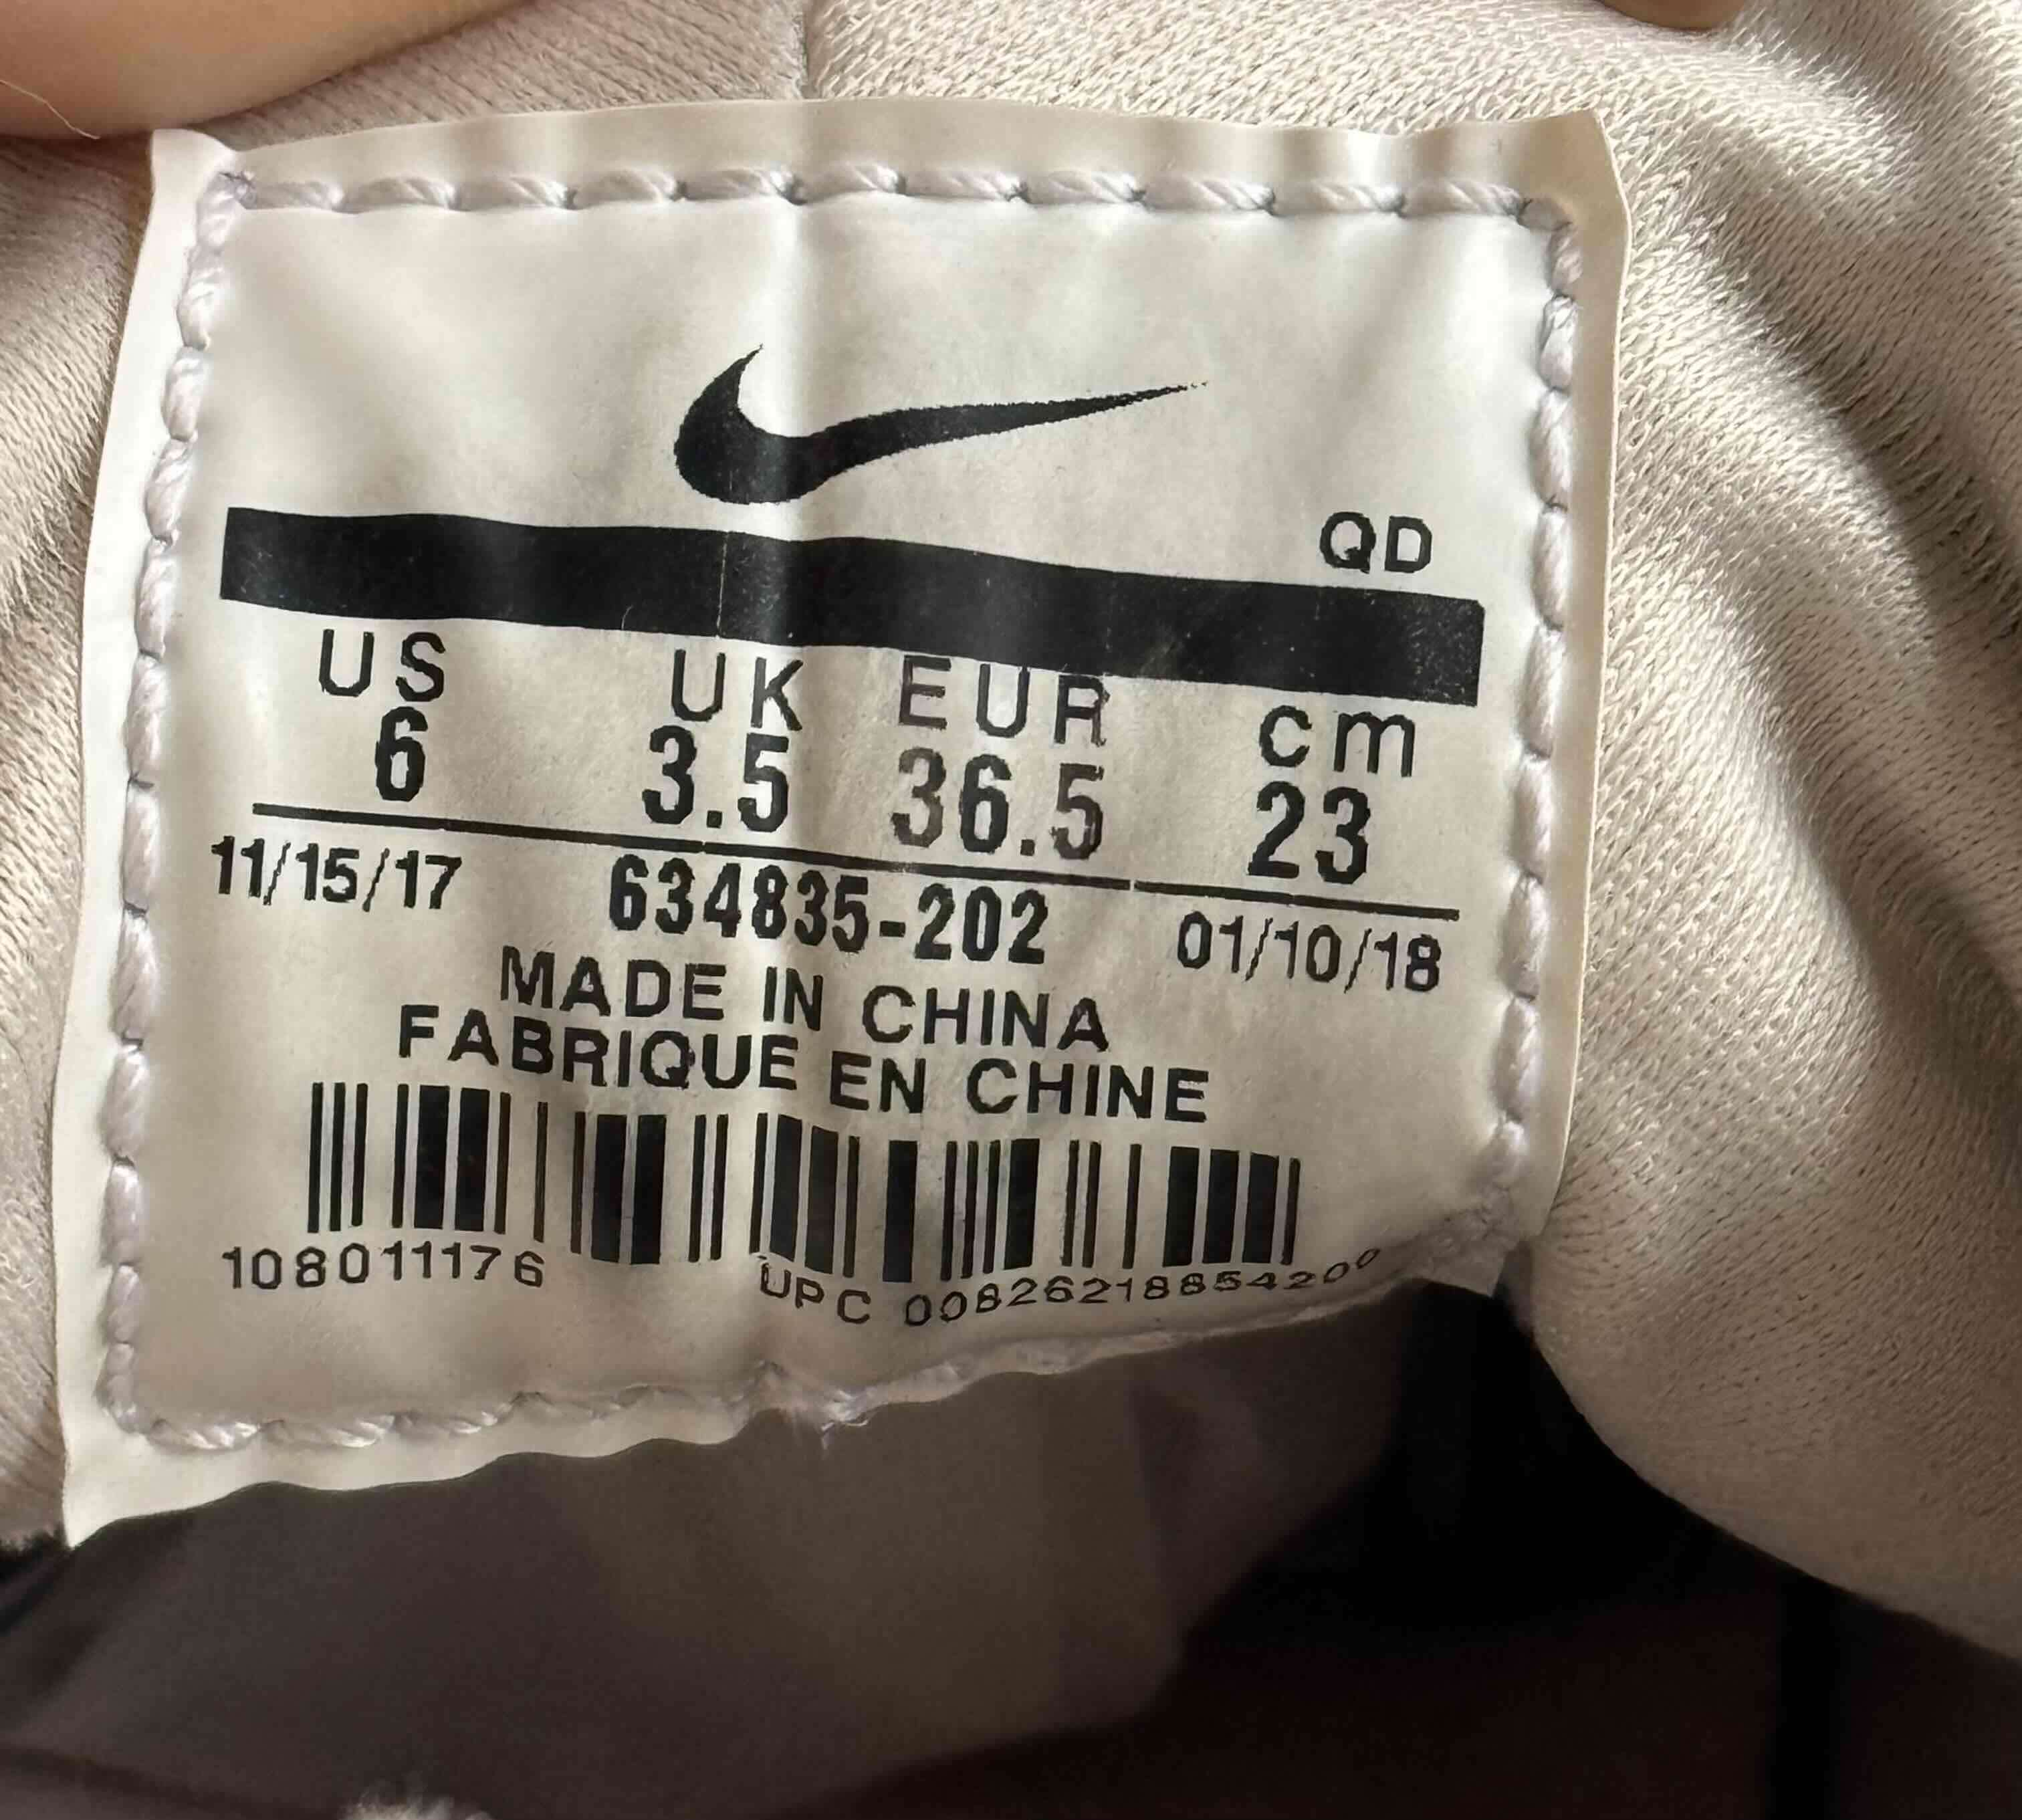 QD
US UK EUR cm
6 3.5 36.5 23
11/15/17 634835-202 01/10/18
MADE IN CHINA
FABRIQUE EN CHINE
1080111176 UPC 00826218854200